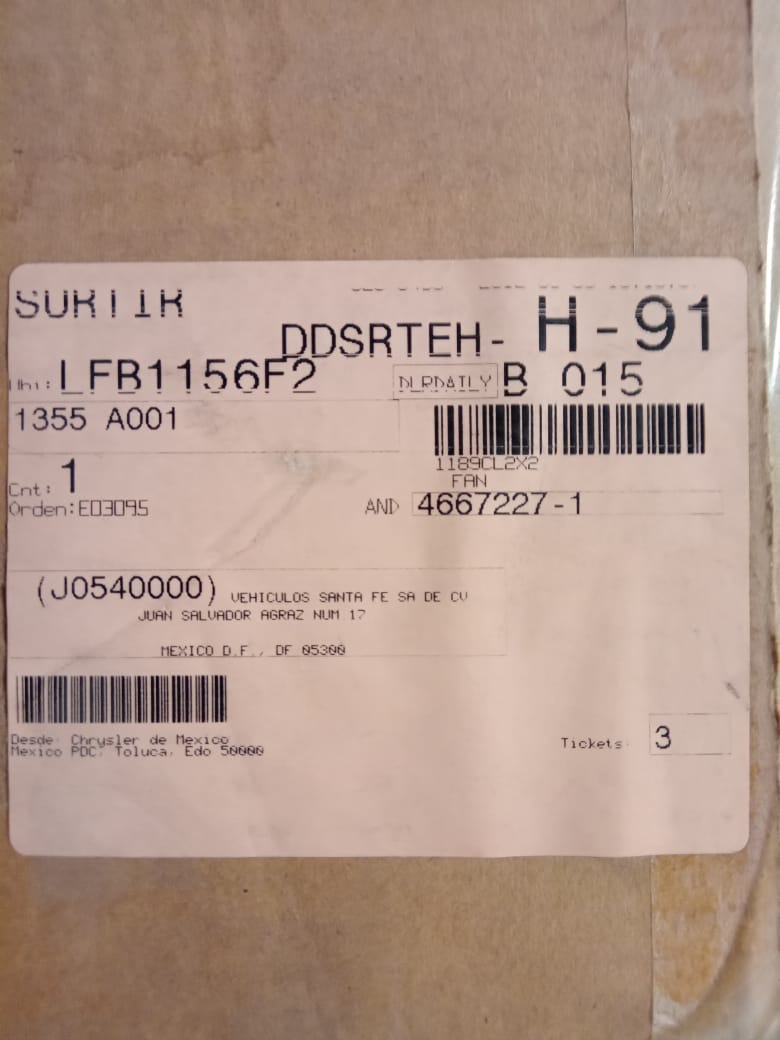 SURTIR
DDSRTEH- H-91
Ubi: LFB1156F2 DLRDAILY B 015
1355 A001
1189CL2X2
Cnt: 1
FAN
Orden: E03095 AND 4667227-1
(J0540000) VEHICULOS SANTA FE SA DE CV
JUAN SALVADOR AGRAZ NUM 17
MEXICO D.F., DF 05300
Desde: Chrysler de Mexico
Mexico PDC, Toluca, Edo 50000
Tickets: 3